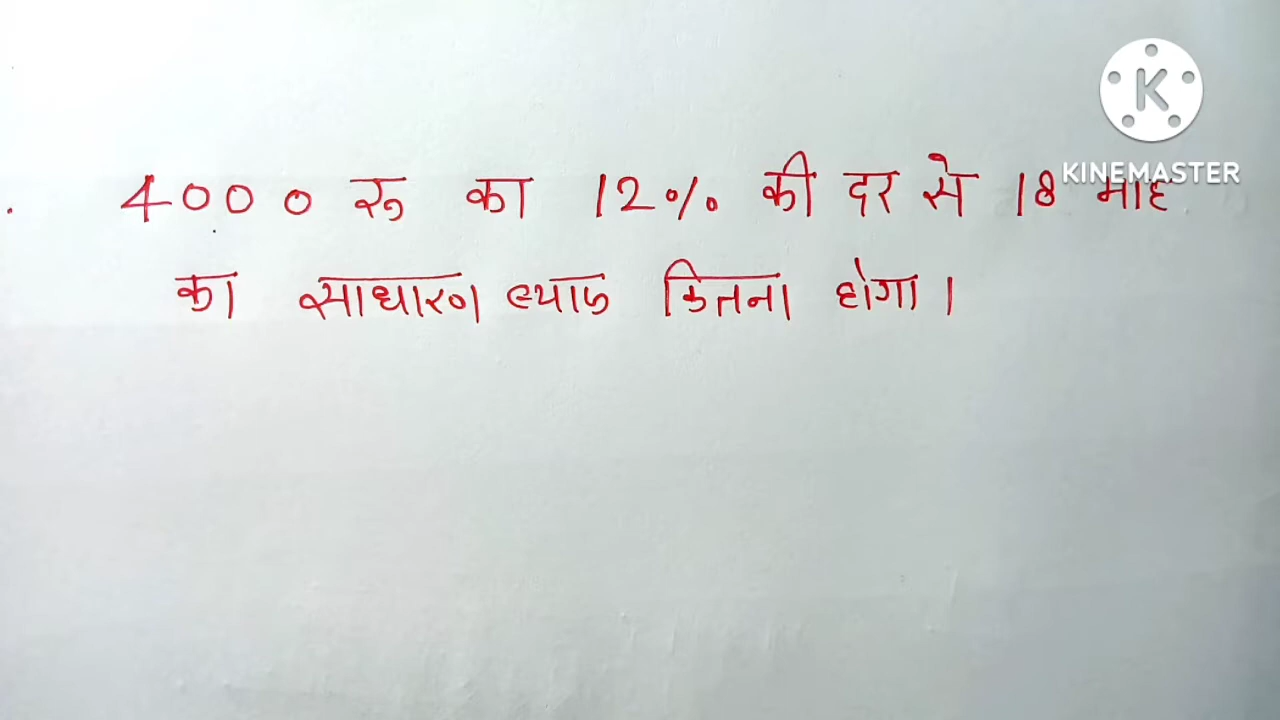 KINEMASTER
4000 रु का 12% की दर से 18 माह
का साधारण ब्याज कितना होगा।